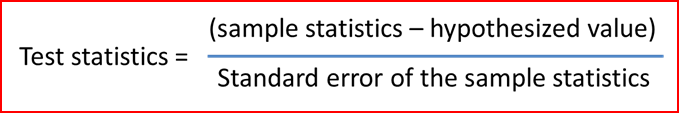 (sample statistics – hypothesized value)
Test statistics =
Standard error of the sample statistics